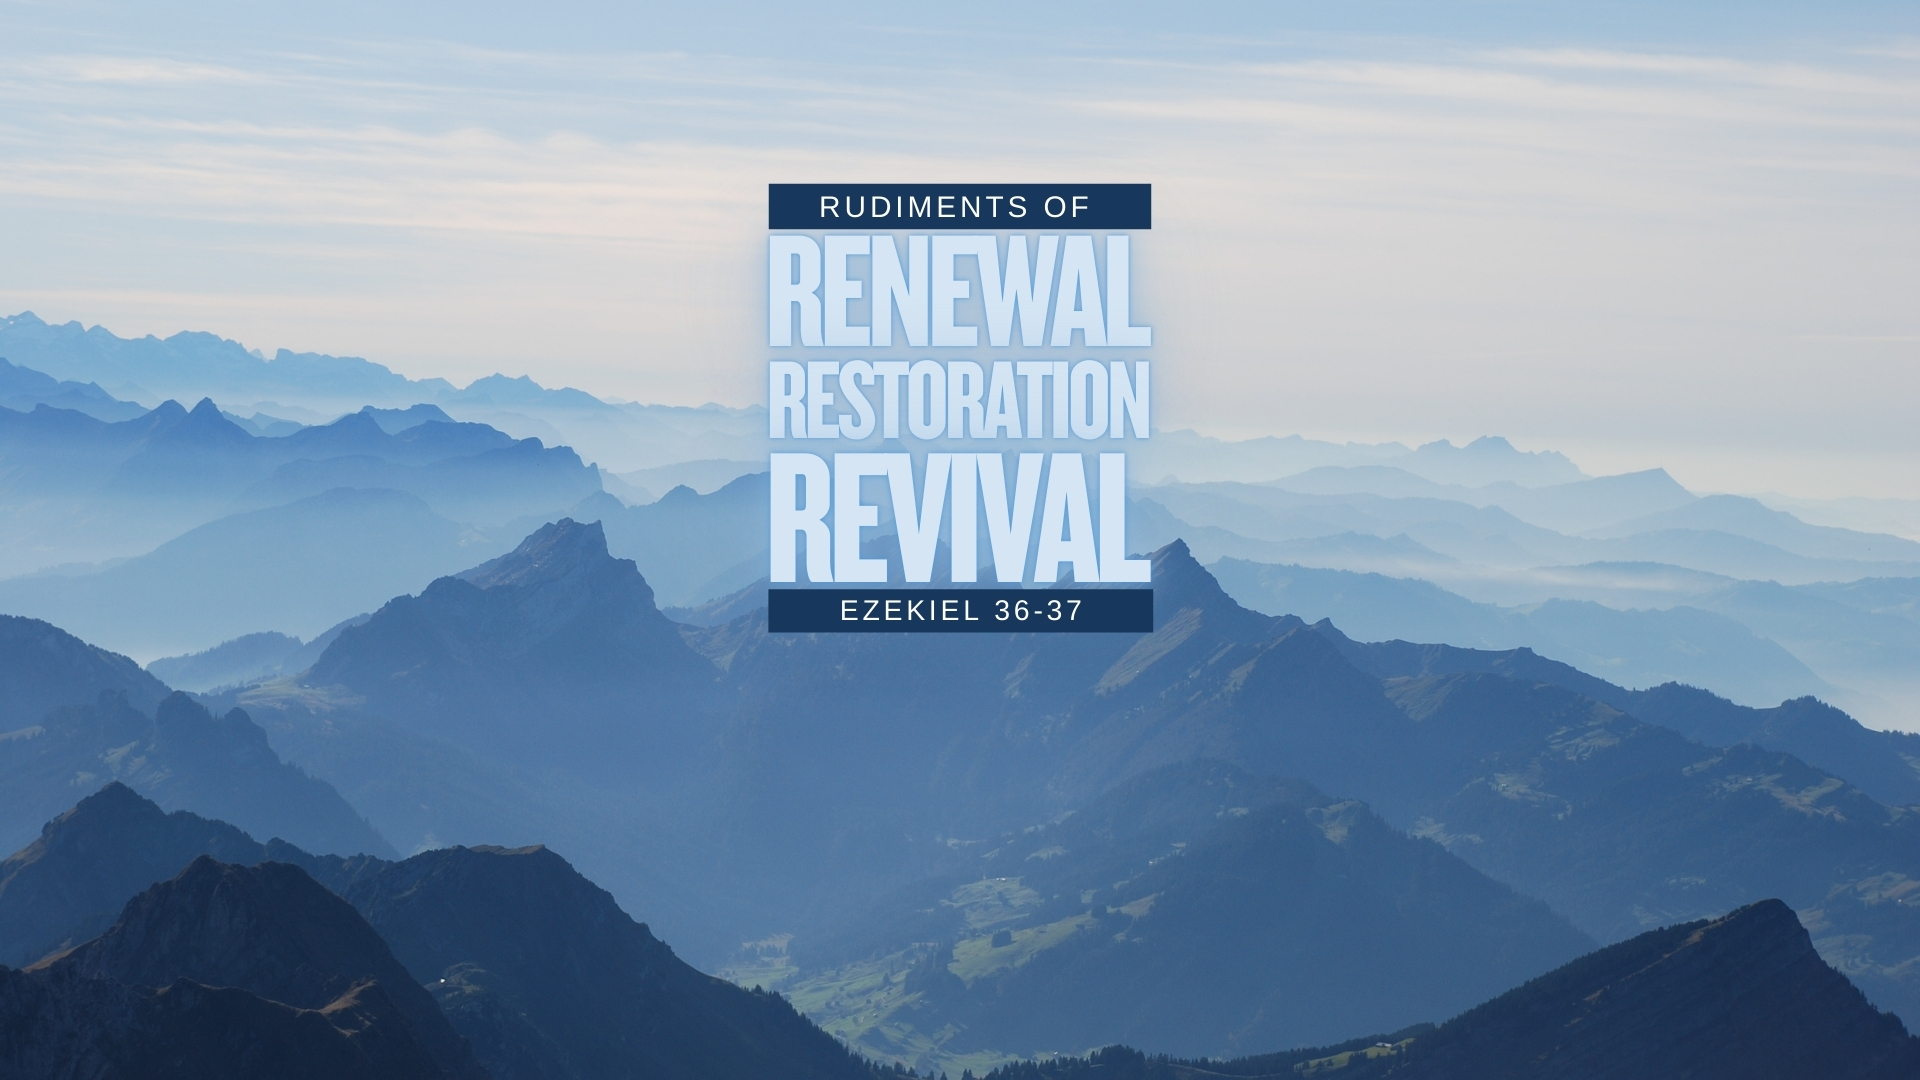 RUDIMENTS OF
RENEWAL
RESTORATION
REVIVAL
EZEKIEL 36-37